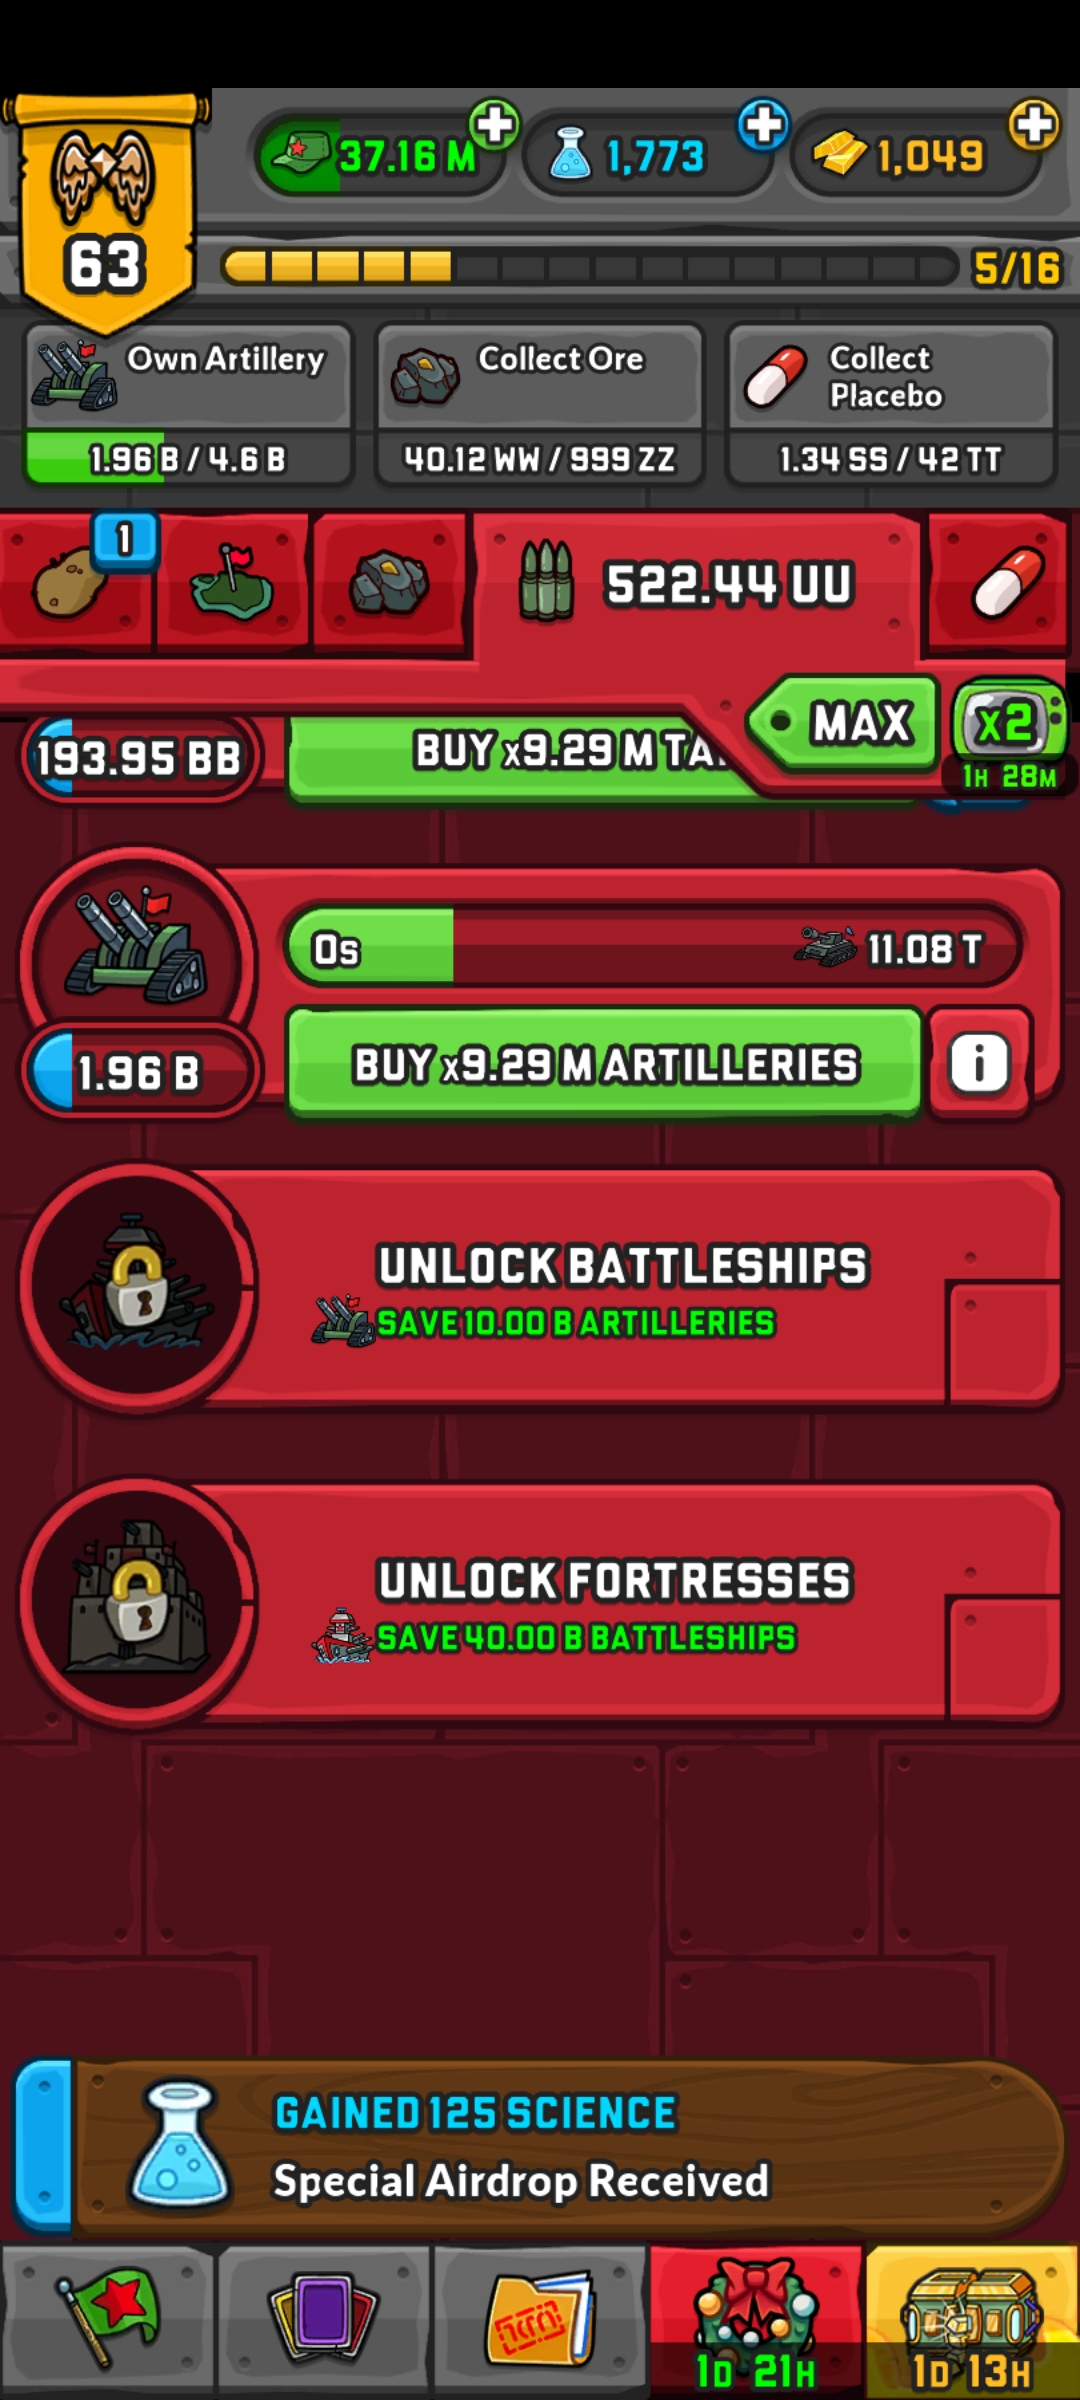 37.16 M
1,773
1,049
63
5/16
Own Artillery
1.96 B / 4.6 B
Collect Ore
40.12 WW / 999 ZZ
Collect
Placebo
1.34 SS / 42 TT
1
522.44 UU
MAX
X2
1H 28M
193.95 BB
BUY x9.29 M
0s
11.08 T
1.96 B
BUY x9.29 M ARTILLERIES
i
UNLOCK BATTLESHIPS
SAVE 10.00 B ARTILLERIES
UNLOCK FORTRESSES
SAVE 40.00 B BATTLESHIPS
GAINED 125 SCIENCE
Special Airdrop Received
1D 21H
1D 13H